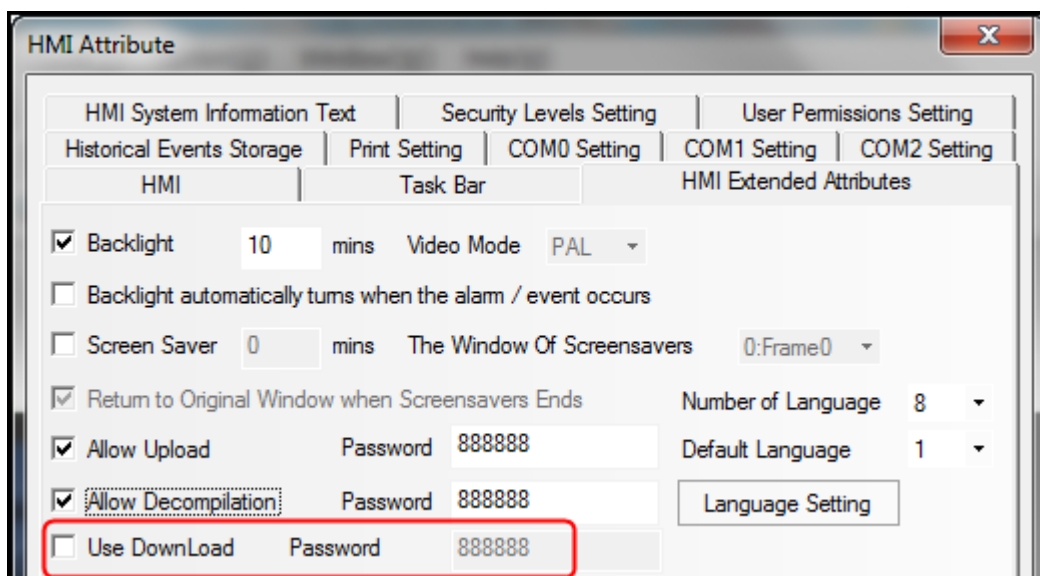 HMI Attribute
HMI System Information Text Security Levels Setting User Permissions Setting
Historical Events Storage Print Setting COM0 Setting COM1 Setting COM2 Setting
HMI Task Bar HMI Extended Attributes
Backlight 10 mins Video Mode PAL
Backlight automatically turns when the alarm / event occurs
Screen Saver 0 mins The Window Of Screensavers 0:Frame0
Return to Original Window when Screensavers Ends Number of Language 8
Allow Upload Password 888888 Default Language 1
Allow Decompilation Password 888888 Language Setting
Use DownLoad Password 888888